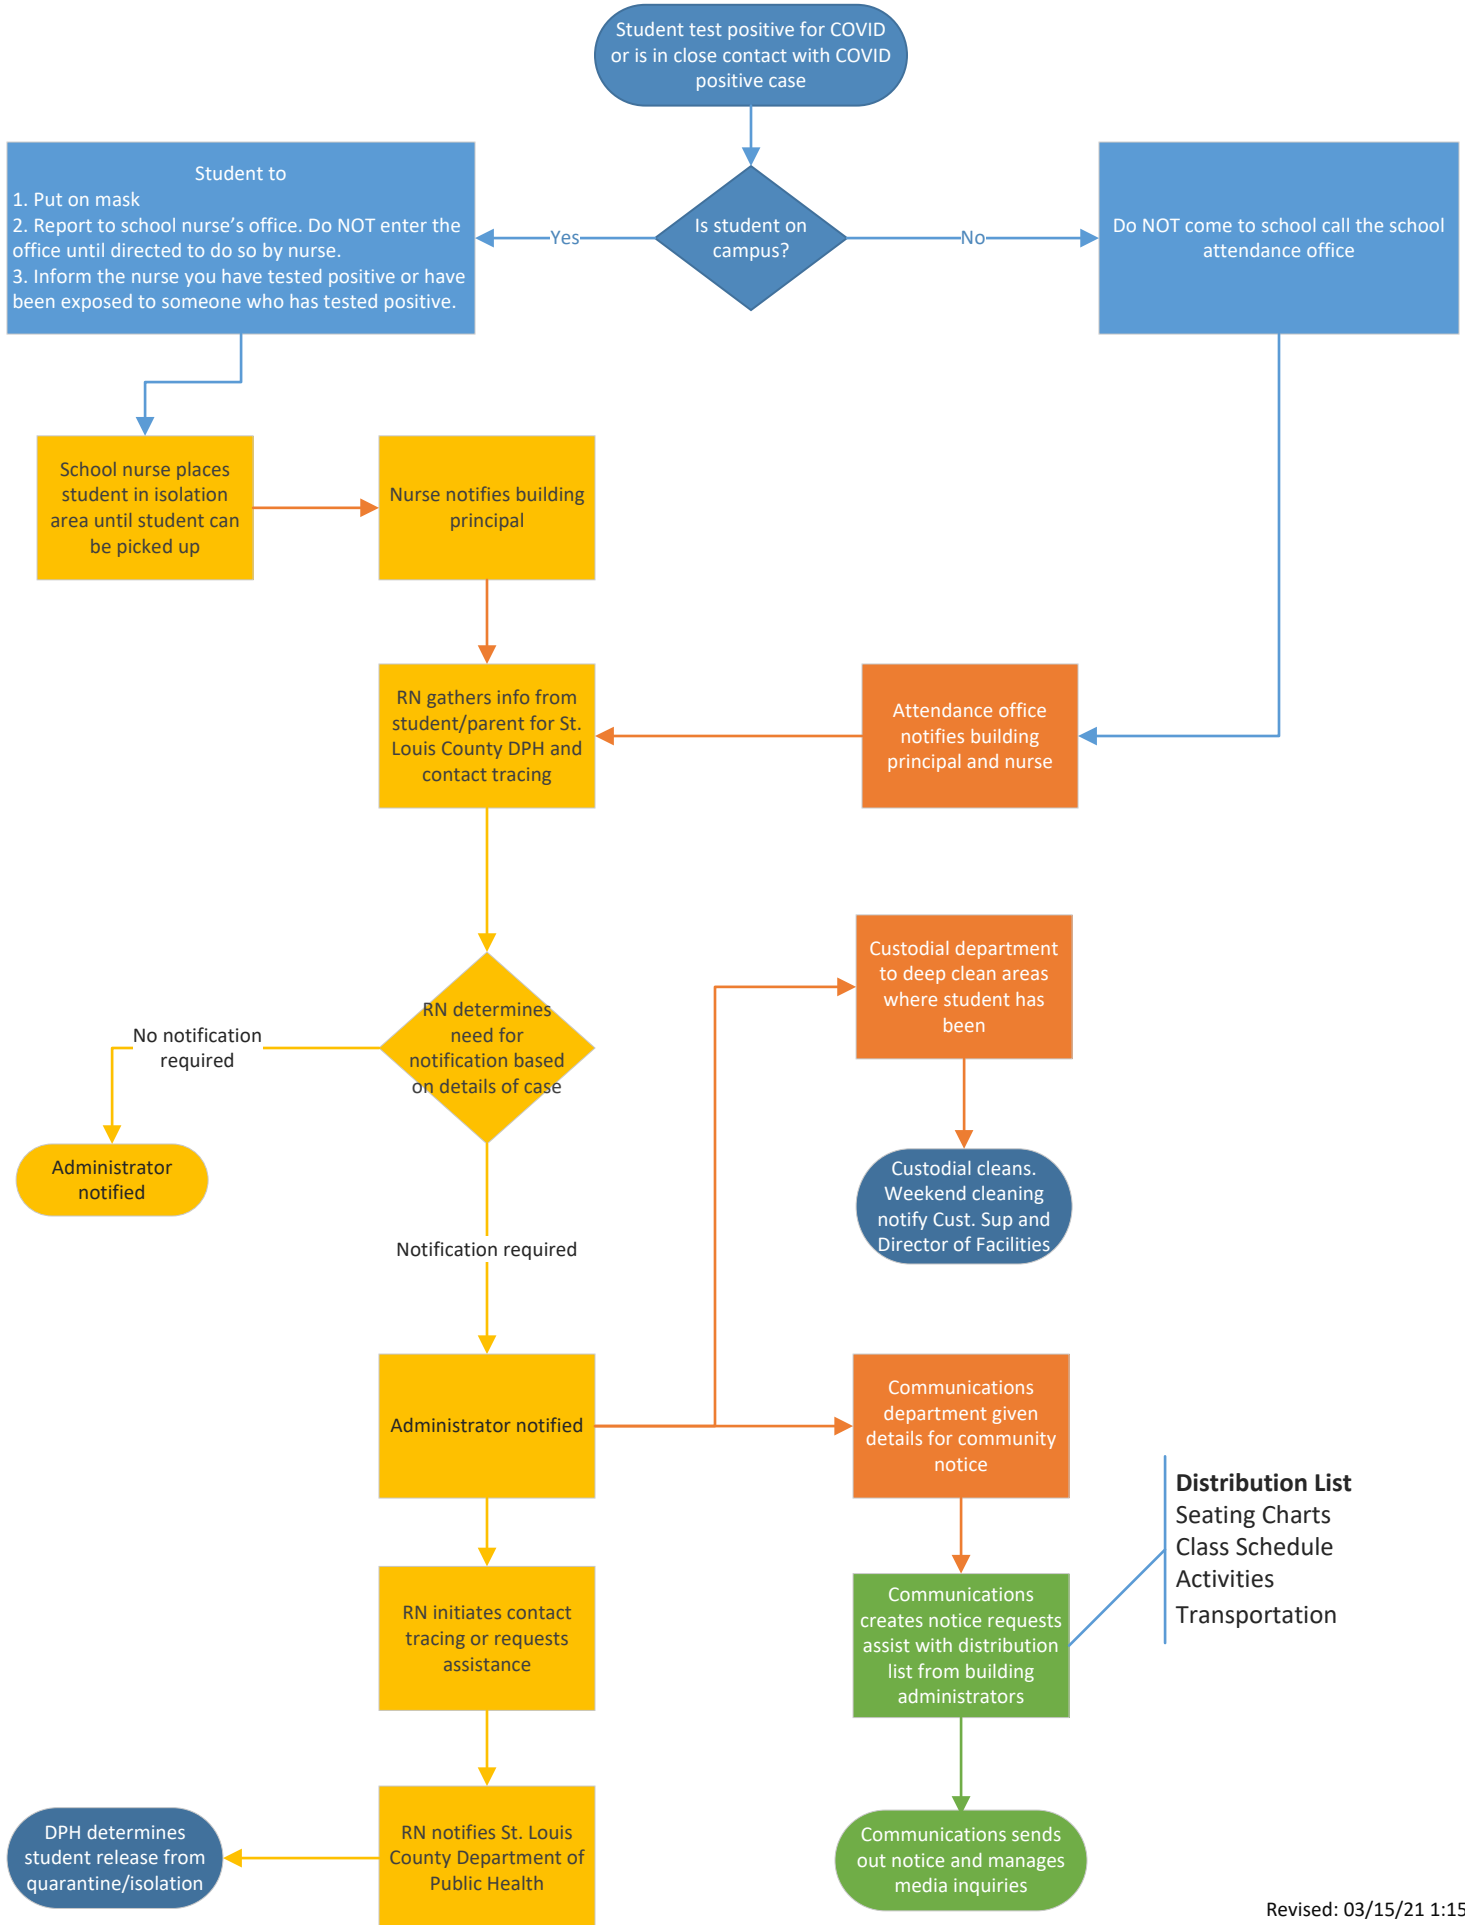 Student test positive for COVID
or is in close contact with COVID
positive case
Student to
1. Put on mask
2. Report to school nurse's office. Do NOT enter the
office until directed to do so by nurse.
3. Inform the nurse you have tested positive or have
been exposed to someone who has tested positive.
Yes
Is student on
campus?
No
Do NOT come to school call the school
attendance office
School nurse places
student in isolation
area until student can
be picked up
Nurse notifies building
principal
RN gathers info from
student/parent for St.
Louis County DPH and
contact tracing
Attendance office
notifies building
principal and nurse
Custodial department
to deep clean areas
where student has
been
RN determines
need for
notification based
on details of case
No notification
required
Administrator
notified
Custodial cleans.
Weekend cleaning
notify Cust. Sup and
Director of Facilities
Notification required
Administrator notified
Communications
department given
details for community
notice
Distribution List
Seating Charts
Class Schedule
Activities
Transportation
RN initiates contact
tracing or requests
assistance
Communications
creates notice requests
assist with distribution
list from building
administrators
DPH determines
student release from
quarantine/isolation
RN notifies St. Louis
County Department of
Public Health
Communications sends
out notice and manages
media inquiries
Revised: 03/15/21 1:15